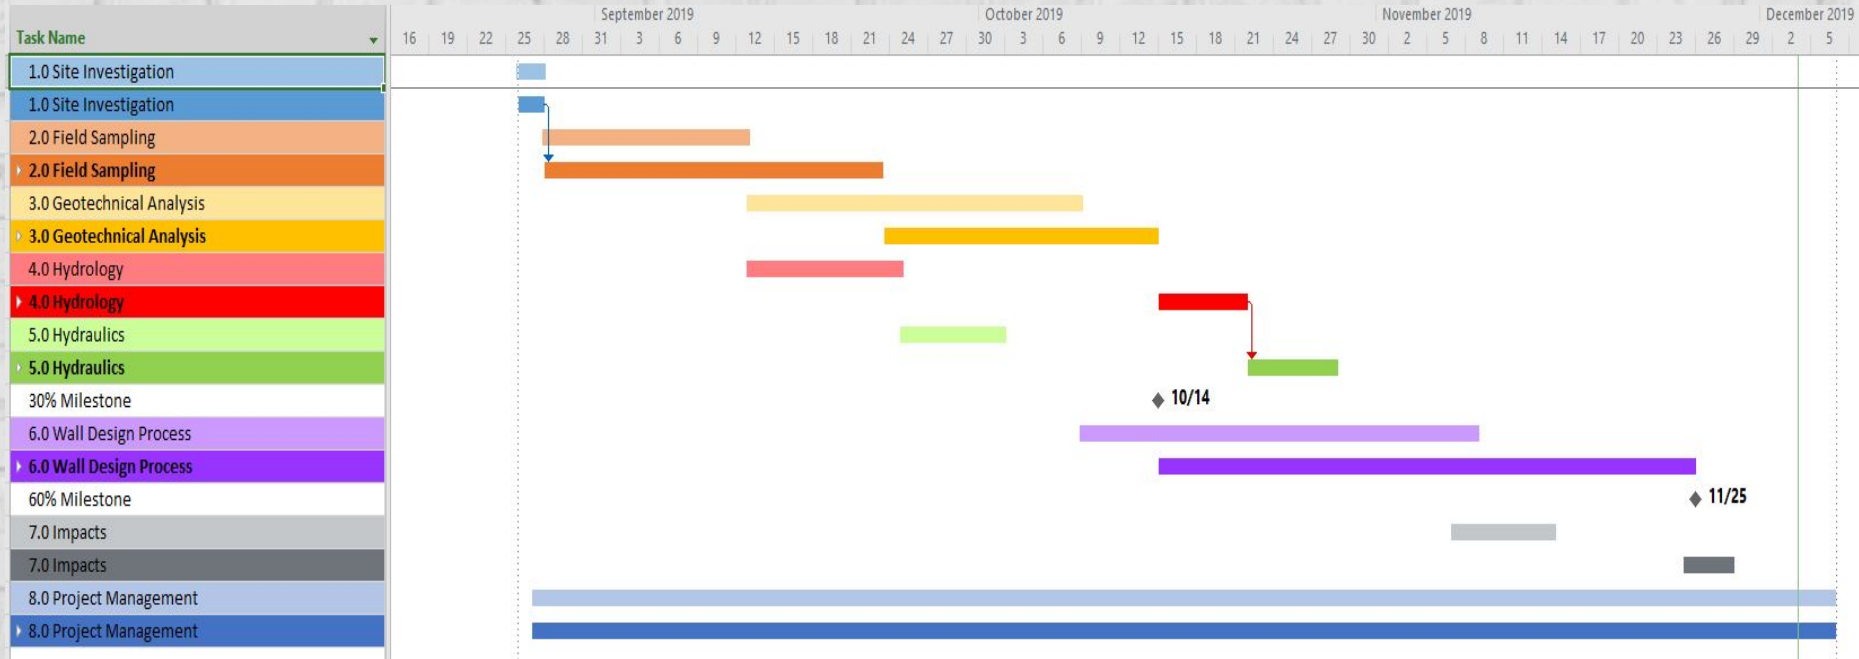 September 2019 October 2019 November 2019 December 2019
Task Name 16 19 22 25 28 31 3 6 9 12 15 18 21 24 27 30 3 6 9 12 15 18 21 24 27 30 2 5 8 11 14 17 20 23 26 29 2 5
1.0 Site Investigation
1.0 Site Investigation
2.0 Field Sampling
2.0 Field Sampling
3.0 Geotechnical Analysis
3.0 Geotechnical Analysis
4.0 Hydrology
4.0 Hydrology
5.0 Hydraulics
5.0 Hydraulics
30% Milestone 10/14
6.0 Wall Design Process
6.0 Wall Design Process
60% Milestone 11/25
7.0 Impacts
7.0 Impacts
8.0 Project Management
8.0 Project Management